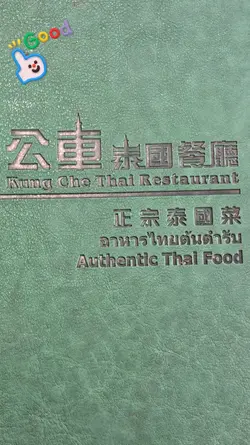 Good
公車泰國餐廳
Kung Che Thai Restaurant
正宗泰國菜
อาหารไทยต้นตำรับ
Authentic Thai Food